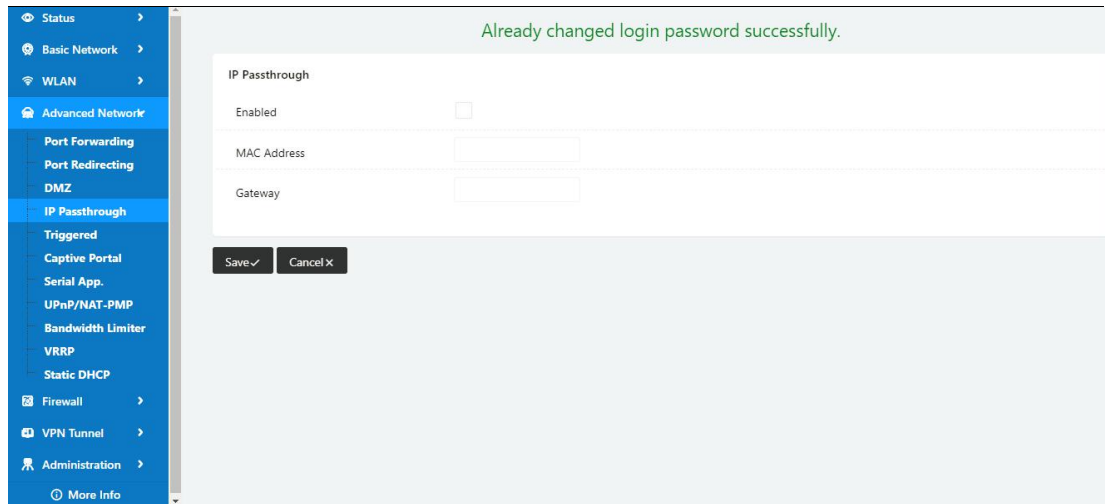 Status
Basic Network
WLAN
Advanced Network
Port Forwarding
Port Redirecting
DMZ
IP Passthrough
Triggered
Captive Portal
Serial App.
UPnP/NAT-PMP
Bandwidth Limiter
VRRP
Static DHCP
Firewall
VPN Tunnel
Administration
More Info
Already changed login password successfully.
IP Passthrough
Enabled
MAC Address
Gateway
Save Cancel